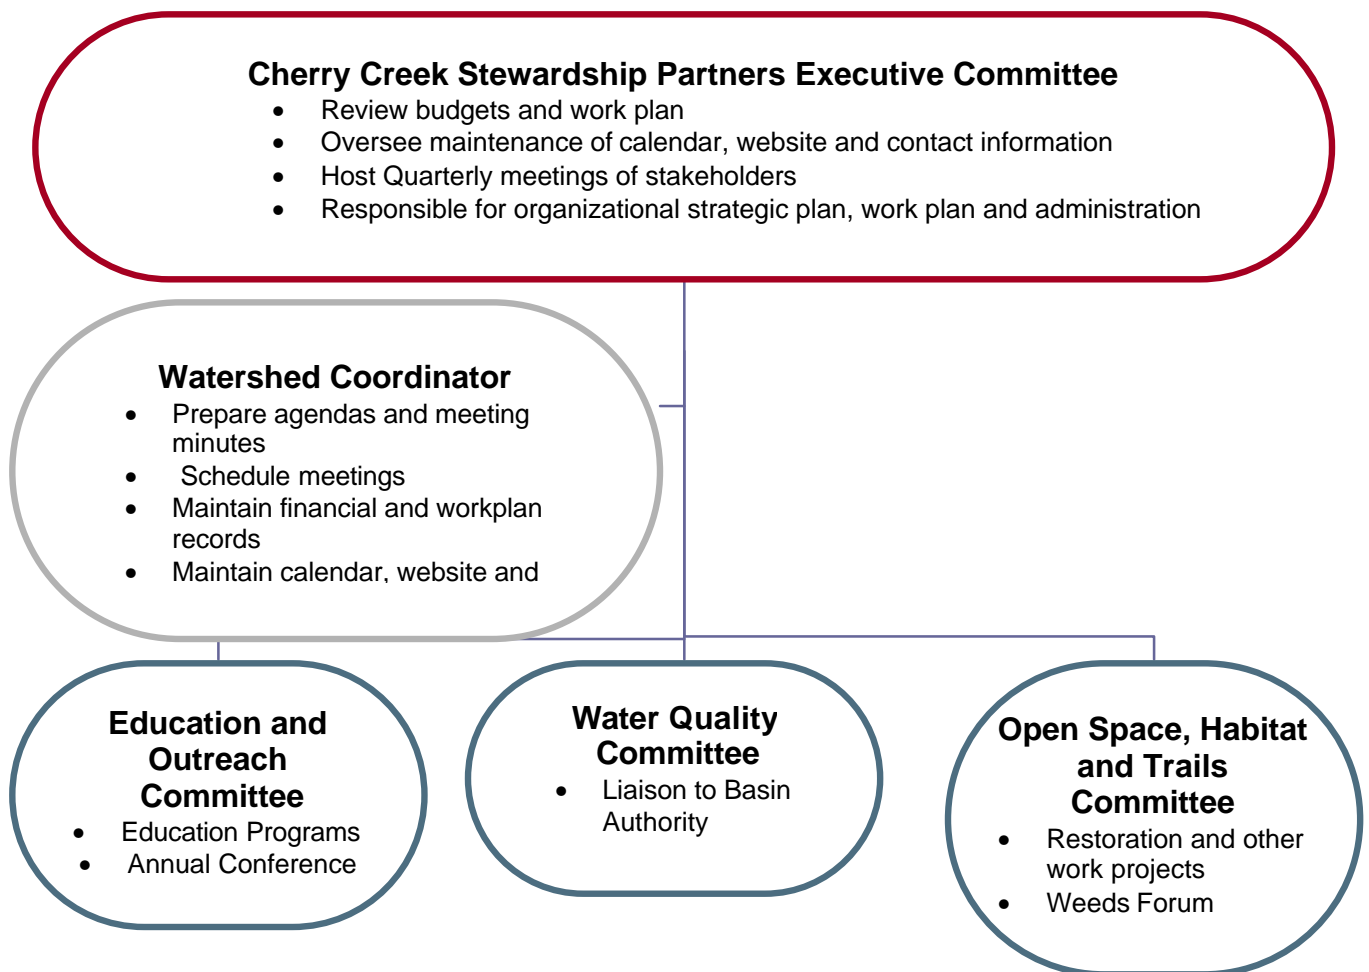 Cherry Creek Stewardship Partners Executive Committee
• Review budgets and work plan
• Oversee maintenance of calendar, website and contact information
• Host Quarterly meetings of stakeholders
• Responsible for organizational strategic plan, work plan and administration
Watershed Coordinator
• Prepare agendas and meeting
minutes
• Schedule meetings
• Maintain financial and workplan
records
• Maintain calendar, website and
Education and
Outreach
Committee
• Education Programs
• Annual Conference
Water Quality
Committee
• Liaison to Basin
Authority
Open Space, Habitat
and Trails
Committee
• Restoration and other
work projects
• Weeds Forum